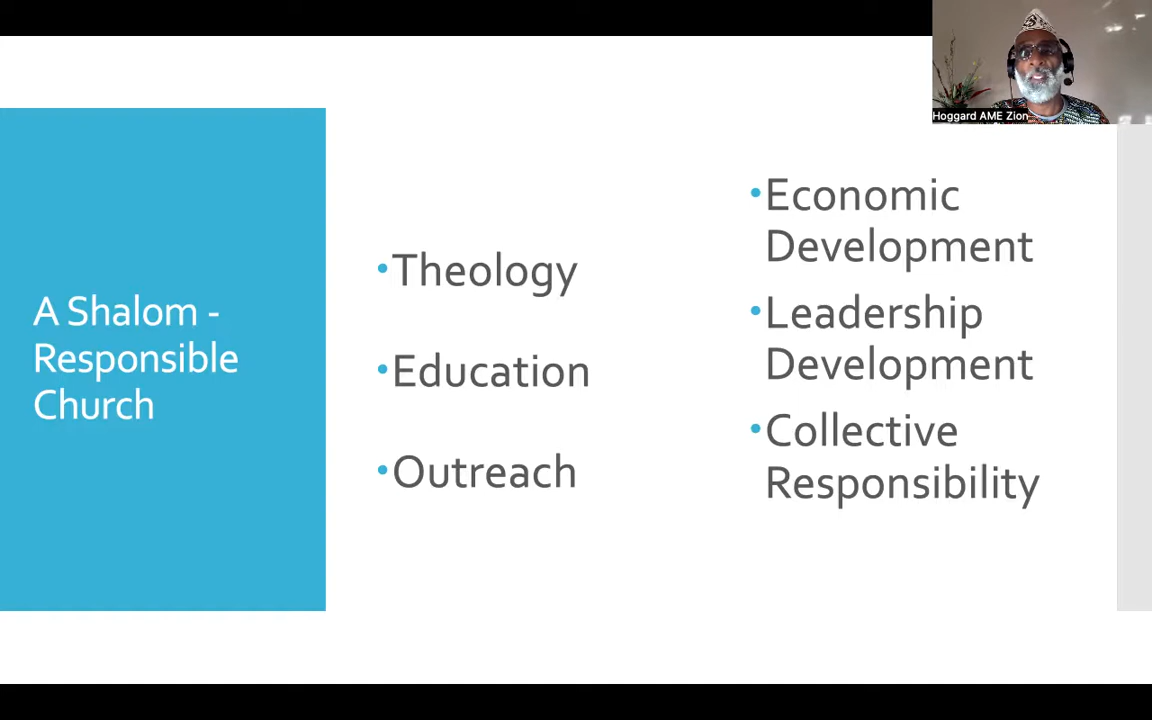 Hoggard AME Zion
A Shalom -
Responsible
Church
•Theology
•Education
•Outreach
•Economic
Development
•Leadership
Development
•Collective
Responsibility